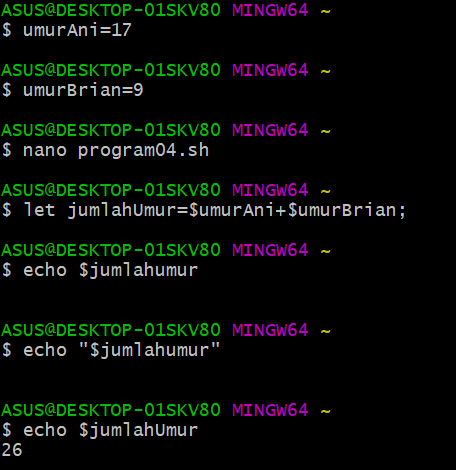 ASUS@DESKTOP-01SKV80 MINGW64 ~
$ umurAni=17
ASUS@DESKTOP-01SKV80 MINGW64 ~
$ umurBrian=9
ASUS@DESKTOP-01SKV80 MINGW64 ~
$ nano program04.sh
ASUS@DESKTOP-01SKV80 MINGW64 ~
$ let jumlahUmur=$umurAni+$umurBrian;
ASUS@DESKTOP-01SKV80 MINGW64 ~
$ echo $jumlahumur
ASUS@DESKTOP-01SKV80 MINGW64 ~
$ echo "$jumlahumur"
ASUS@DESKTOP-01SKV80 MINGW64 ~
$ echo $jumlahUmur
26